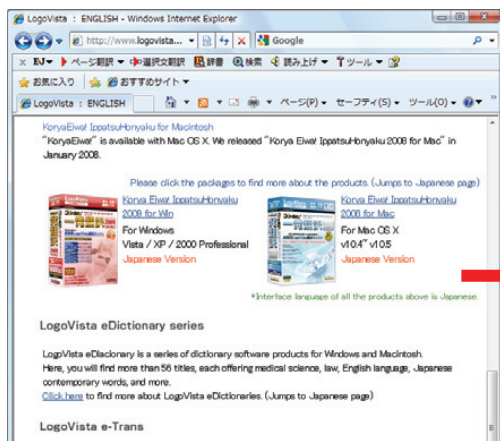 LogoVista : ENGLISH - Windows Internet Explorer
http://www.logovista...
Google
EJ ページ翻訳 選択文翻訳 辞書 検索 読み上げ ツール
お気に入り おすすめサイト
LogoVista : ENGLISH ページ(P) セーフティ(S) ツール(O) »
KoryaEiwa! IppatsuHonyaku for Macintosh
"KoryaEiwa!" is available with Mac OS X. We released "Korya Eiwa! IppatsuHonyaku 2008 for Mac" in
January 2008.
Please click the packages to find more about the products. (Jumps to Japanese page)
Korya Eiwa! IppatsuHonyaku
2008 for Win
For Windows
Vista / XP / 2000 Professional
Japanese Version
Korya Eiwa! IppatsuHonyaku
2008 for Mac
For Mac OS X
v10.4~v10.5
Japanese Version
*Interface language of all the products above is Japanese.
LogoVista eDictionary series
LogoVista eDiacionary is a series of dictionary software products for Windows and Macintosh.
Here, you will find more than 56 titles, each offering medical science, law, English language, Japanese
contemporary words, and more.
Click here to find more about LogoVista eDictionaries. (Jumps to Japanese page)
LogoVista e-Trans